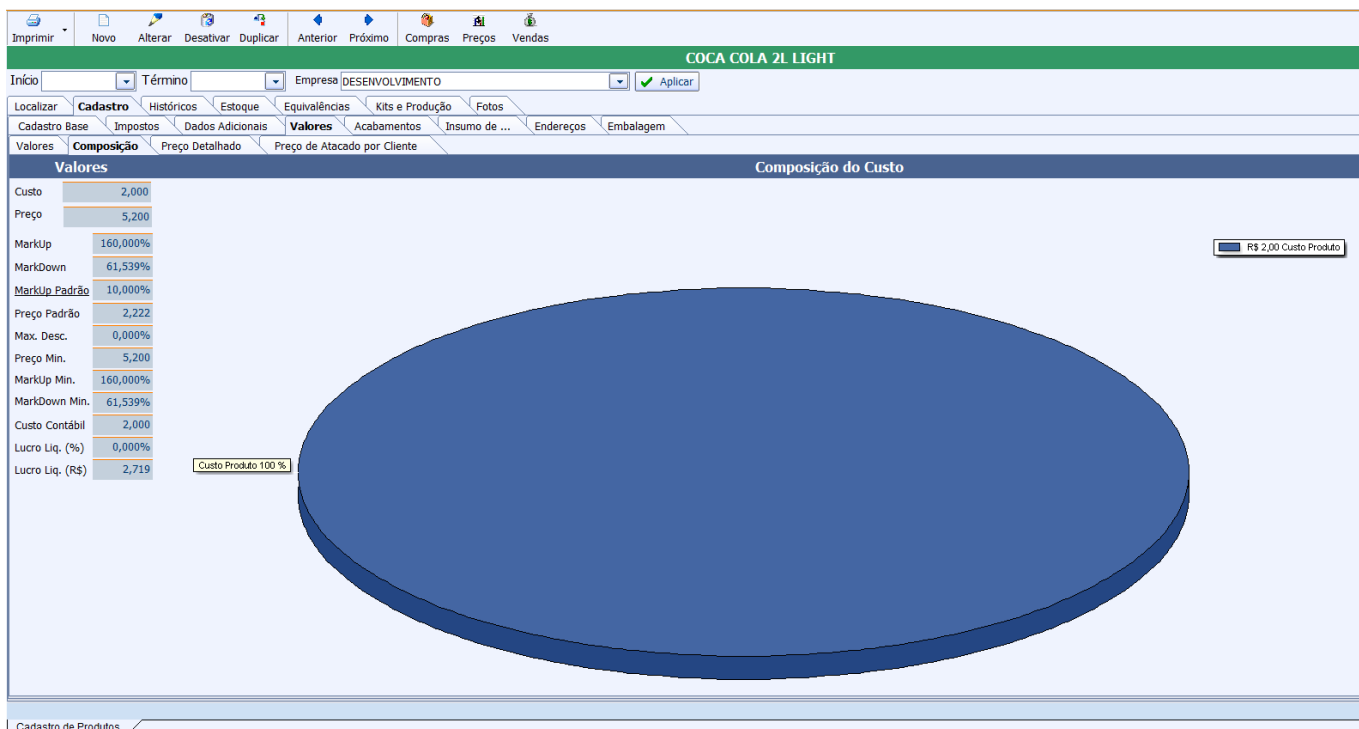 Imprimir Novo Alterar Desativar Duplicar Anterior Próximo Compras Preços Vendas
COCA COLA 2L LIGHT
Início Término Empresa DESENVOLVIMENTO Aplicar
Localizar Cadastro Históricos Estoque Equivalências Kits e Produção Fotos
Cadastro Base Impostos Dados Adicionais Valores Acabamentos Insumo de ... Endereços Embalagem
Valores Composição Preço Detalhado Preço de Atacado por Cliente
Valores Composição do Custo
Custo 2,000
Preço 5,200
MarkUp 160,000%
R$ 2,00 Custo Produto
MarkDown 61,539%
MarkUp Padrão 10,000%
Preço Padrão 2,222
Max. Desc. 0,000%
Preço Min. 5,200
MarkUp Min. 160,000%
MarkDown Min. 61,539%
Custo Contábil 2,000
Lucro Liq. (%) 0,000%
Lucro Liq. (R$) 2,719
Custo Produto 100 %
Cadastro de Produtos